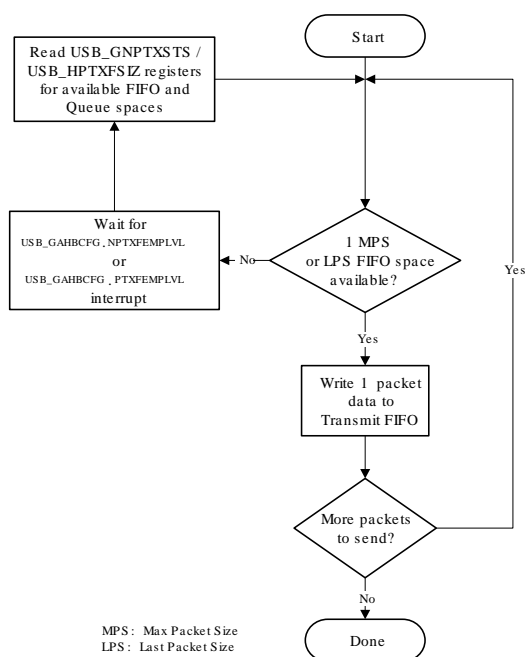 Start
Read USB_GNPTXSTS /
USB_HPTXFSIZ registers
for available FIFO and
Queue spaces
Wait for
USB_GAHBCFG.NPTXFEMPLVL
or
USB_GAHBCFG.PTXFEMPLVL
interrupt
No
1 MPS
or LPS FIFO space
available?
Yes
Yes
Write 1 packet
data to
Transmit FIFO
More packets
to send?
No
Done
MPS: Max Packet Size
LPS: Last Packet Size